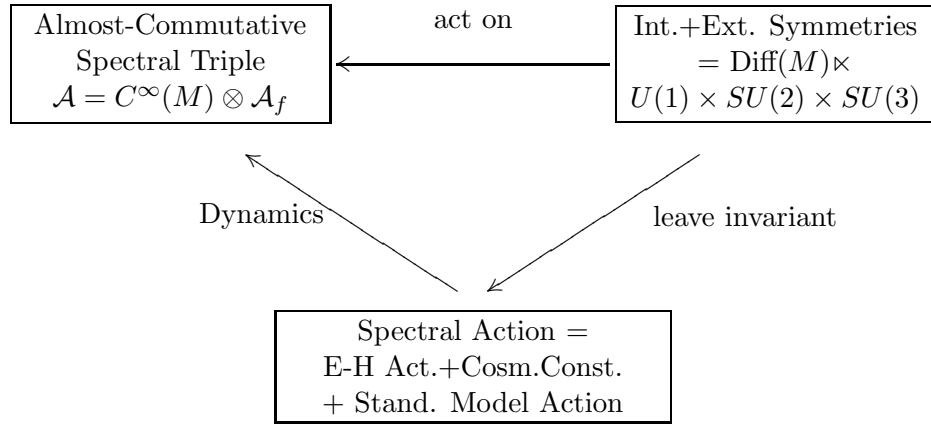 Almost-Commutative
Spectral Triple
𝒜 = C^∞(M) ⊗ 𝒜_f
act on
Int.+Ext. Symmetries
= Diff(M)⋉
U(1) × SU(2) × SU(3)
Dynamics
leave invariant
Spectral Action =
E-H Act.+Cosm.Const.
+ Stand. Model Action